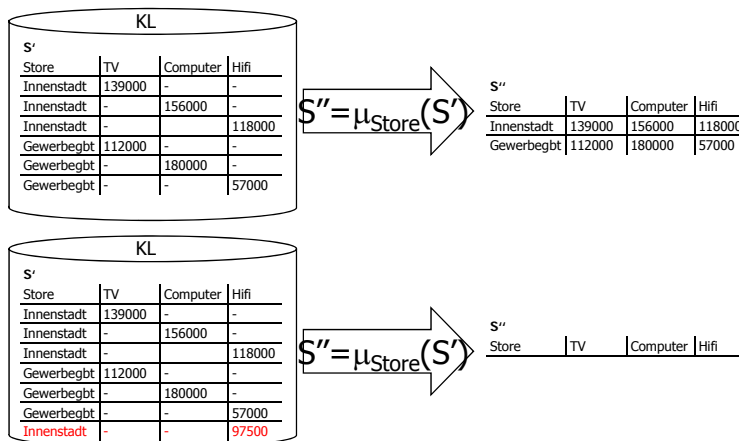 KL
S'
Store TV Computer Hifi
Innenstadt 139000 - -
Innenstadt - 156000 -
Innenstadt - 118000
Gewerbegbt 112000 - -
Gewerbegbt - 180000 -
Gewerbegbt - - 57000
S″=μStore(S′)
S''
Store TV Computer Hifi
Innenstadt 139000 156000 118000
Gewerbegbt 112000 180000 57000
KL
S'
Store TV Computer Hifi
Innenstadt 139000 - -
Innenstadt - 156000 -
Innenstadt - 118000
Gewerbegbt 112000 - -
Gewerbegbt - 180000 -
Gewerbegbt - - 57000
Innenstadt - - 97500
S″=μStore(S′)
S''
Store TV Computer Hifi